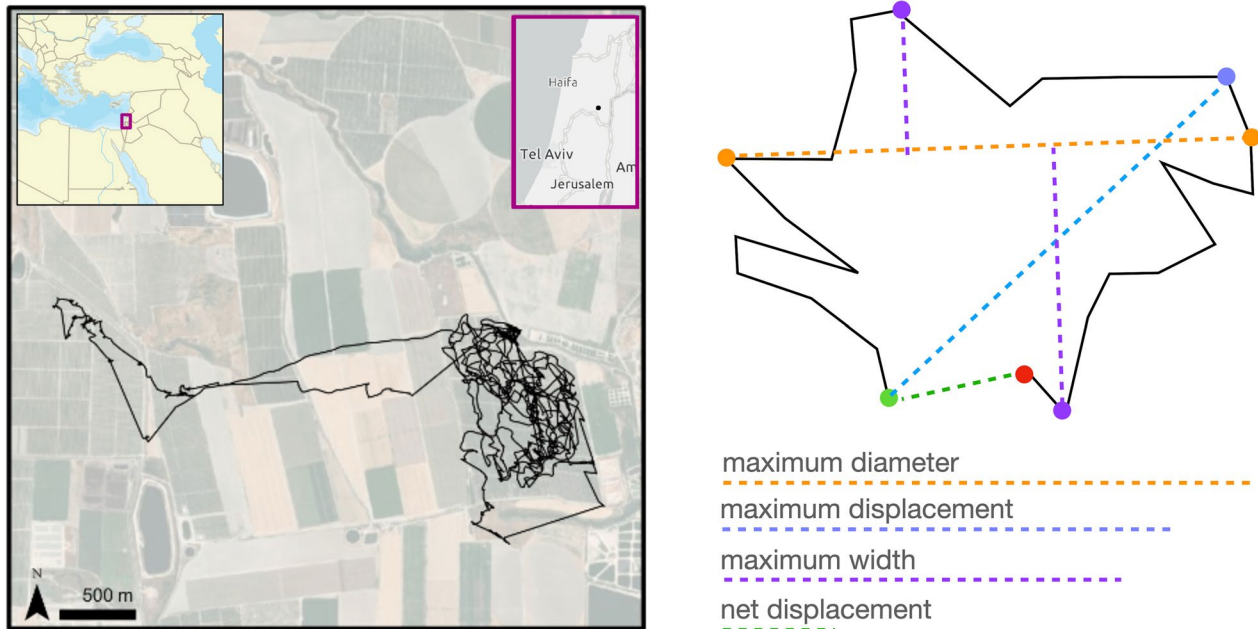 Haifa
Tel Aviv
Am
Jerusalem
N
500 m
maximum diameter
maximum displacement
maximum width
net displacement